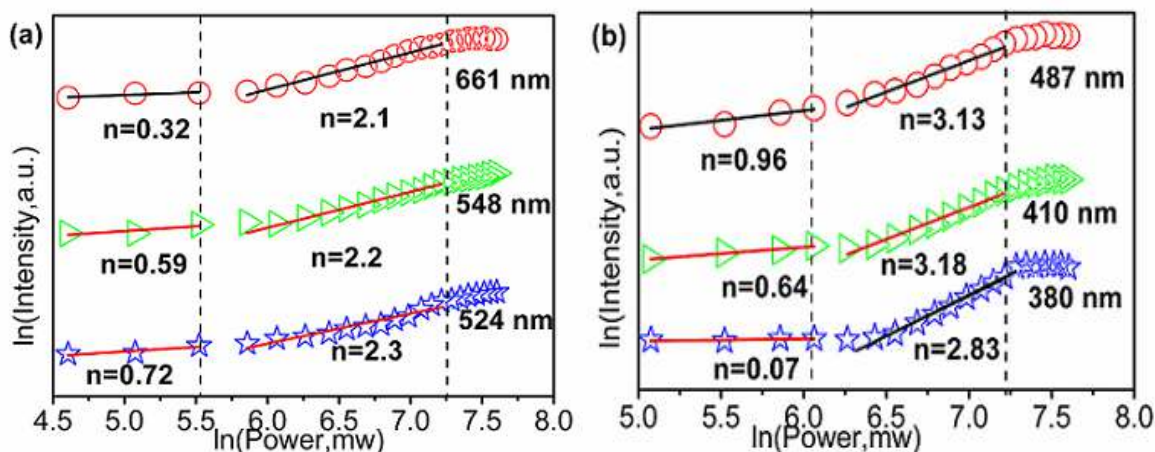 (a)
ln(Intensity,a.u.)
661 nm
n=0.32
n=2.1
548 nm
n=0.59
n=2.2
524 nm
n=0.72
n=2.3
4.5 5.0 5.5 6.0 6.5 7.0 7.5 8.0
ln(Power,mw)
(b)
ln(Intensity,a.u.)
487 nm
n=0.96
n=3.13
410 nm
n=0.64
n=3.18
380 nm
n=0.07
n=2.83
5.0 5.5 6.0 6.5 7.0 7.5 8.0
ln(Power,mw)